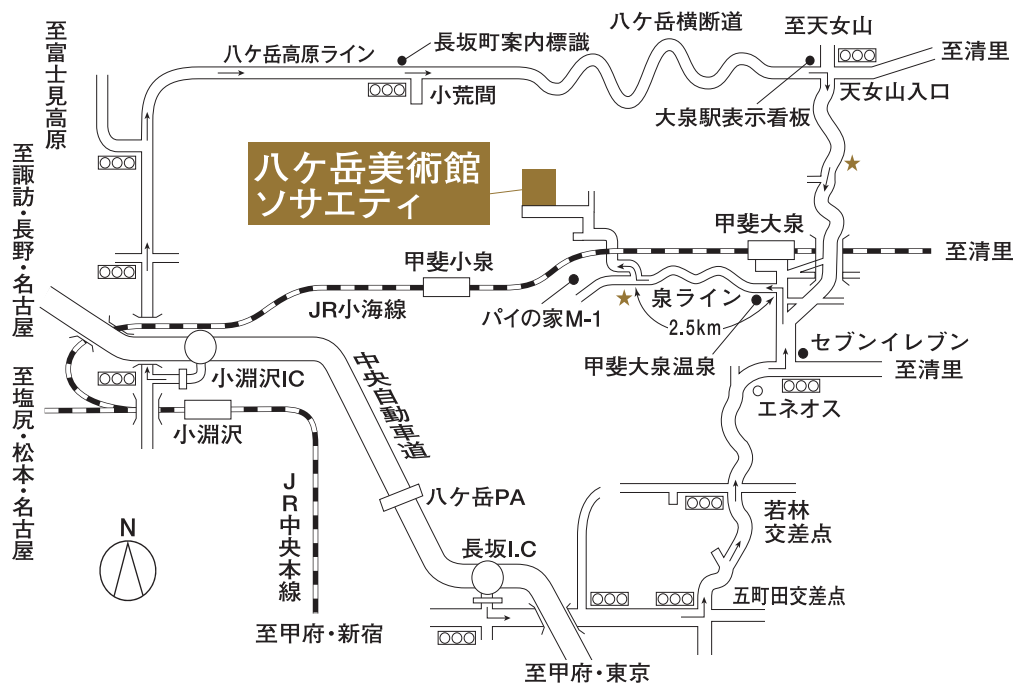 八ケ岳横断道
至天女山
至富士見高原
八ケ岳高原ライン
長坂町案内標識
至清里
小荒間
大泉駅表示看板
天女山入口
八ケ岳美術館
ソサエティ
至諏訪・長野・名古屋
甲斐大泉
至清里
甲斐小泉
JR小海線
パイの家M-1
泉ライン
2.5km
甲斐大泉温泉
セブンイレブン
至清里
エネオス
小淵沢IC
小淵沢
中央自動車道
至塩尻・松本・名古屋
JR中央本線
八ケ岳PA
若林
交差点
N
長坂I.C
五町田交差点
至甲府・新宿
至甲府・東京